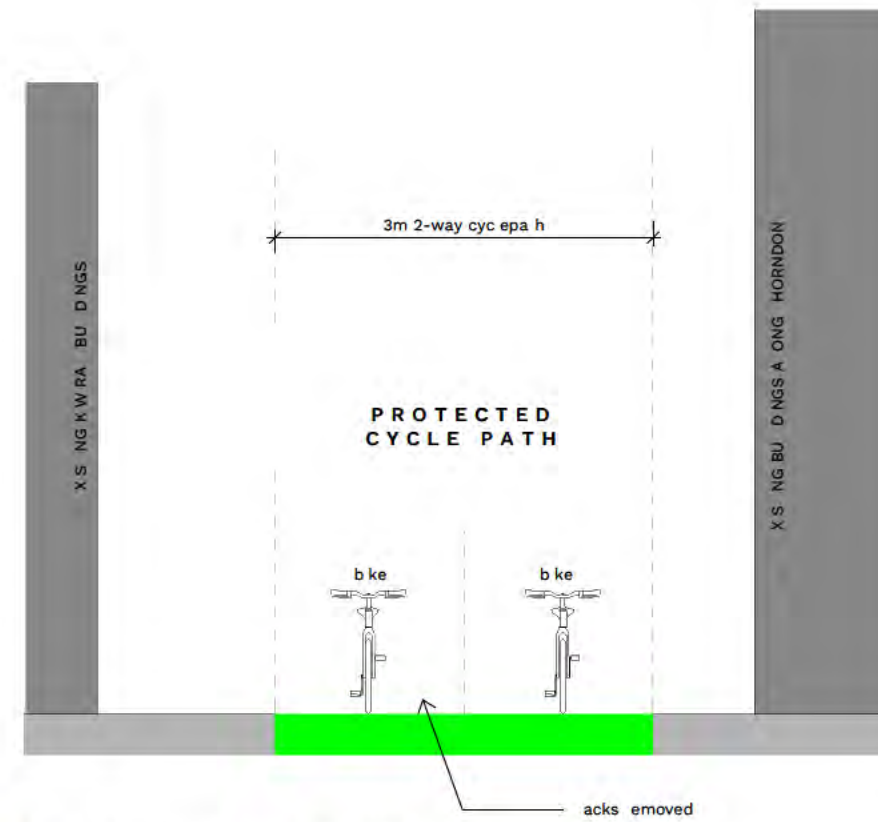 3m 2-way cyc epa h
X S NG K W RA BU D NGS
X S NG BU D NGS A ONG HORNDON
PROTECTED
CYCLE PATH
b ke
b ke
acks emoved